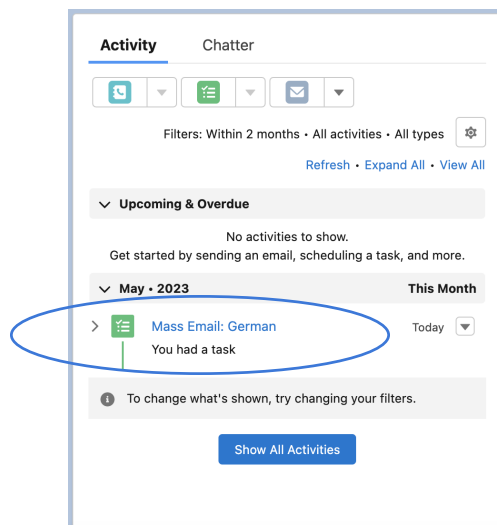 Activity Chatter
Filters: Within 2 months • All activities • All types
Refresh • Expand All • View All
Upcoming & Overdue
No activities to show.
Get started by sending an email, scheduling a task, and more.
May • 2023 This Month
Mass Email: German Today
You had a task
To change what's shown, try changing your filters.
Show All Activities